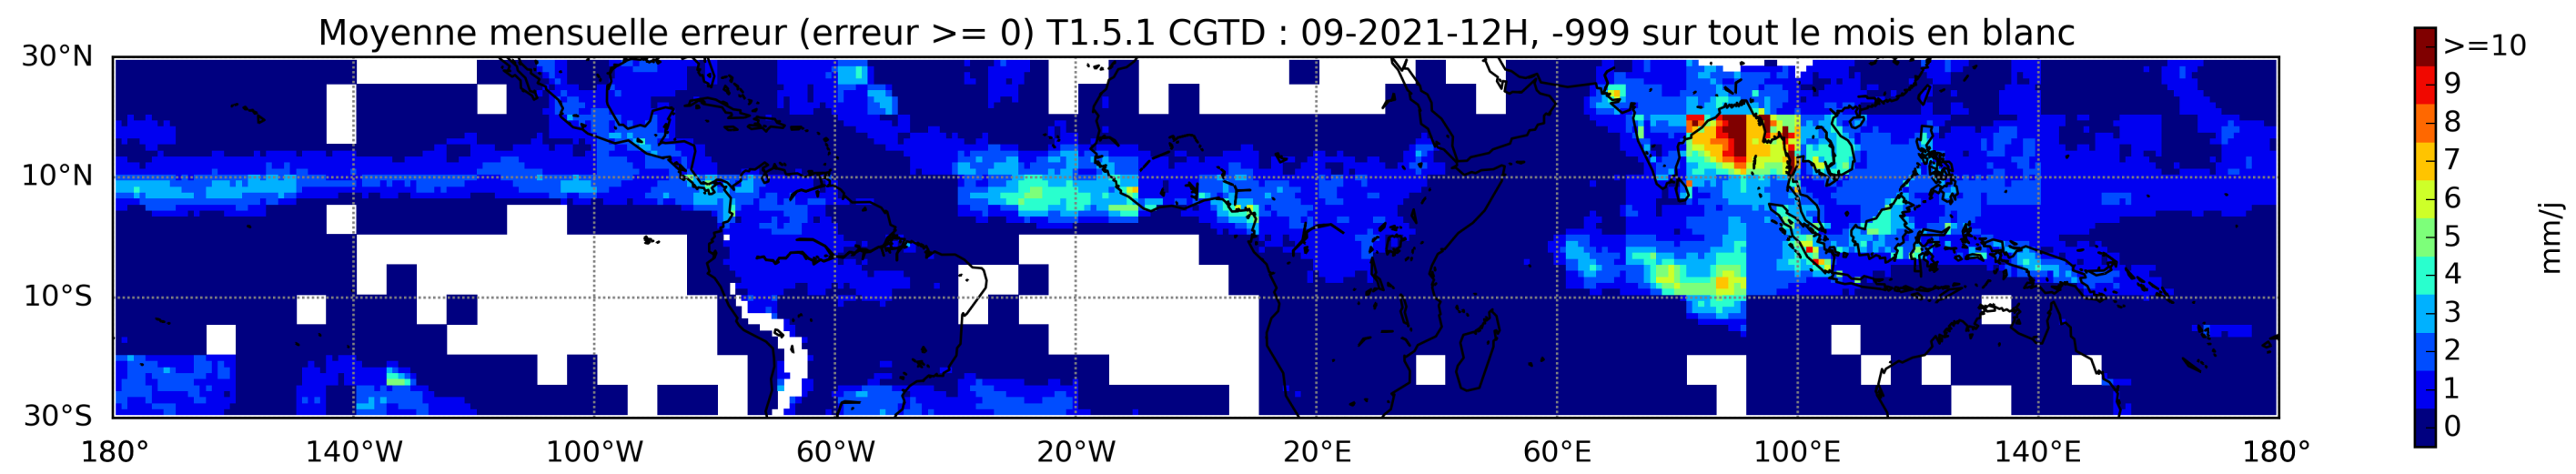 Moyenne mensuelle erreur (erreur >= 0) T1.5.1 CGTD : 09-2021-12H, -999 sur tout le mois en blanc
30°N
10°N
10°S
30°S
180°
140°W
100°W
60°W
20°W
20°E
60°E
100°E
140°E
180°
>=10
9
8
7
6
5
4
3
2
1
0
mm/j